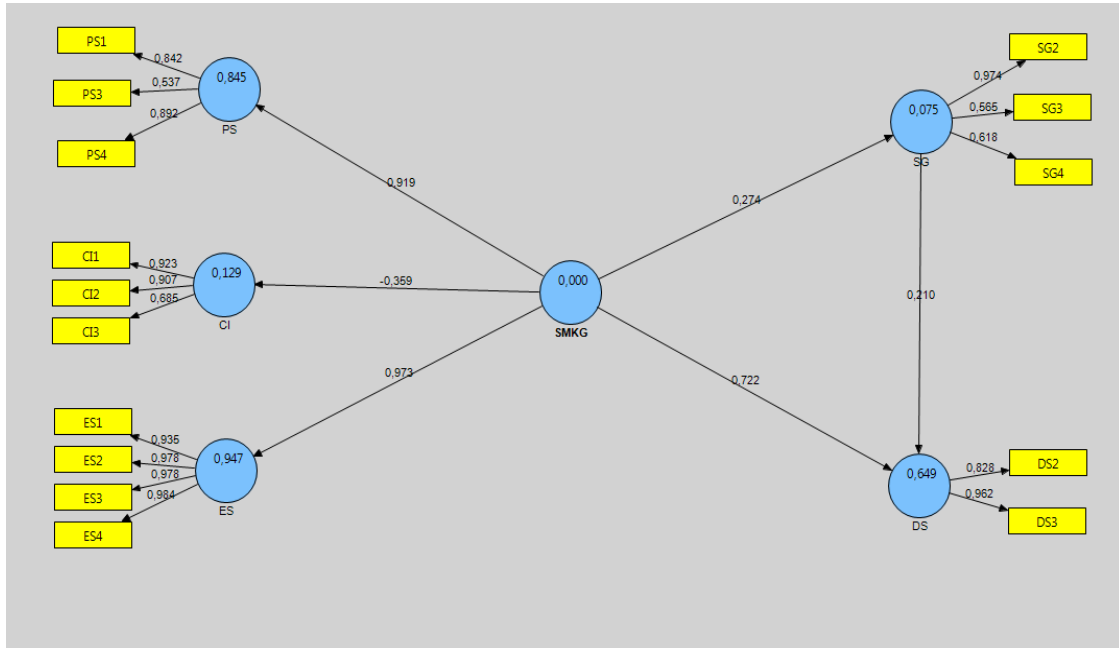 PS1
0,842
PS3
0,537
PS4
0,892
0,845
PS
0,919
CI1
0,923
CI2
0,907
CI3
0,685
0,129
CI
-0,359
ES1
0,935
ES2
0,978
ES3
0,978
ES4
0,984
0,947
ES
0,973
0,000
SMKG
0,274
0,722
0,075
SG
SG2
0,974
SG3
0,565
SG4
0,618
0,210
0,649
DS
DS2
0,828
DS3
0,962